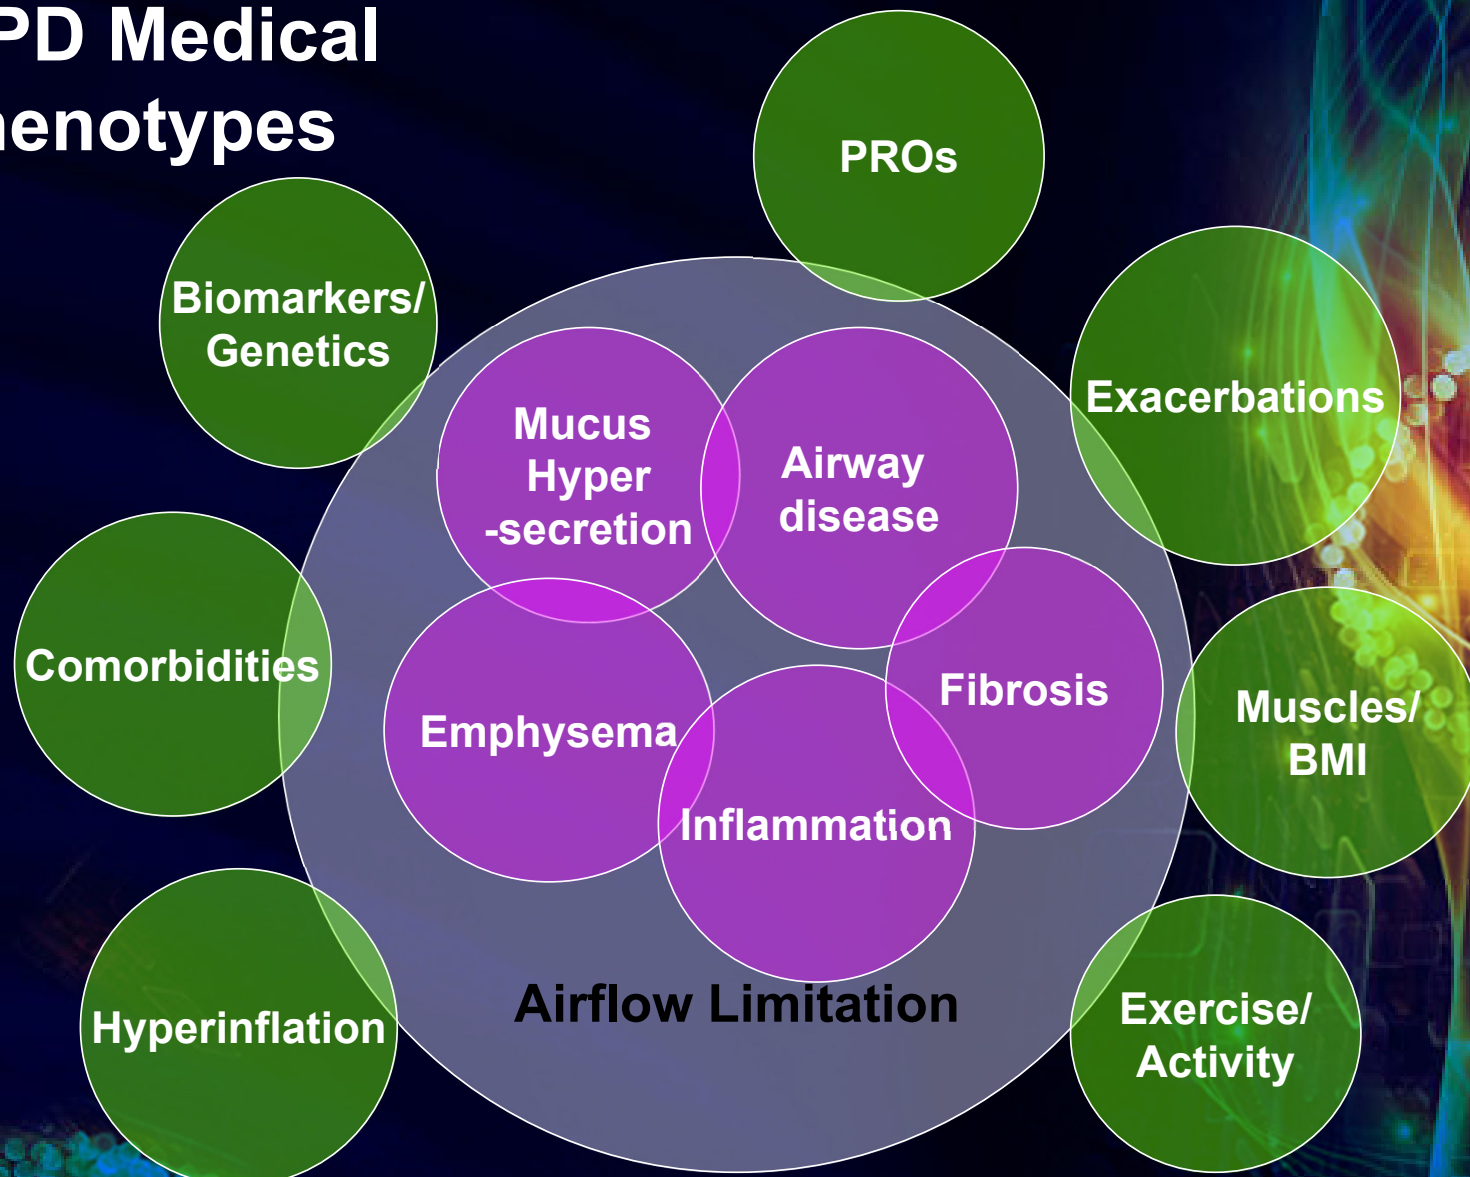 PD Medical
henotypes
PROs
Biomarkers/
Genetics
Exacerbations
Mucus
Hyper
-secretion
Airway
disease
Comorbidities
Fibrosis
Muscles/
BMI
Emphysema
Inflammation
Airflow Limitation
Hyperinflation
Exercise/
Activity